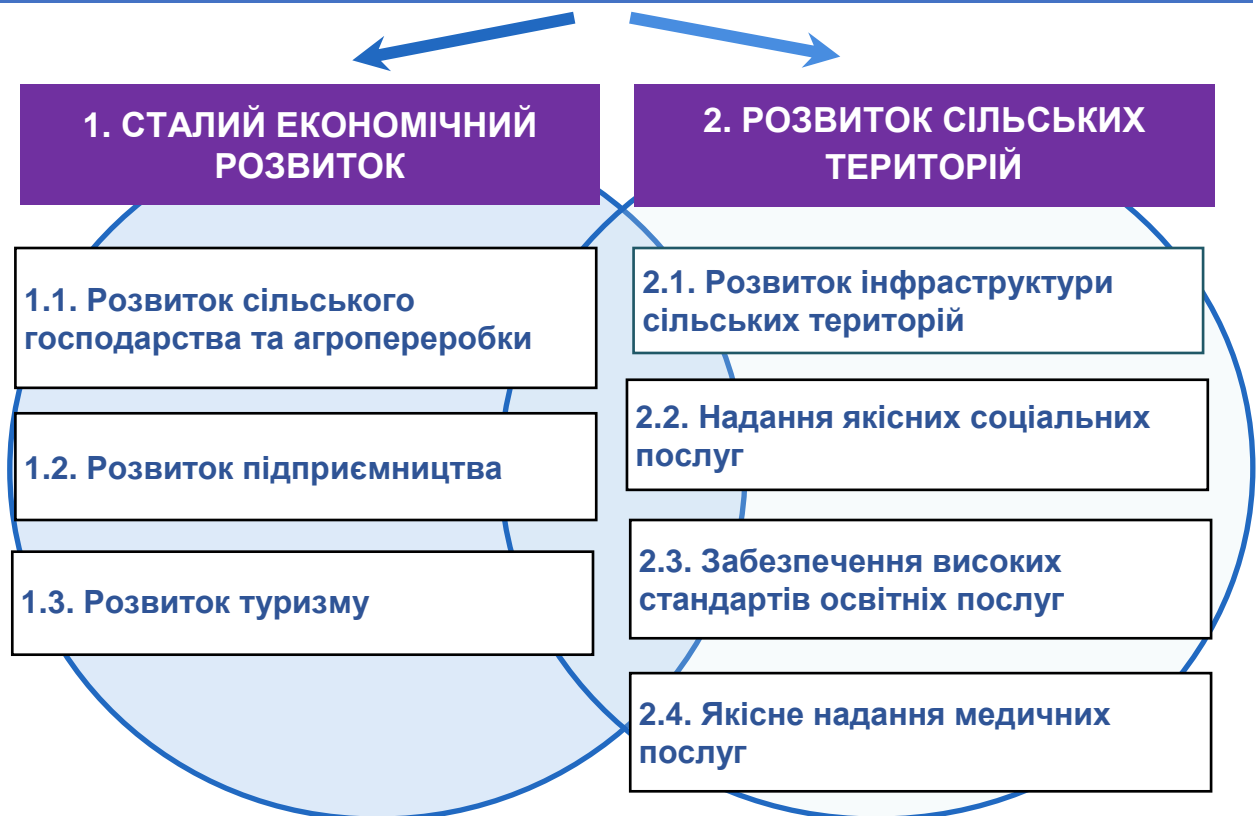 1. СТАЛИЙ ЕКОНОМІЧНИЙ
РОЗВИТОК
1.1. Розвиток сільського
господарства та агропереробки
1.2. Розвиток підприємництва
1.3. Розвиток туризму
2. РОЗВИТОК СІЛЬСЬКИХ
ТЕРИТОРІЙ
2.1. Розвиток інфраструктури
сільських територій
2.2. Надання якісних соціальних
послуг
2.3. Забезпечення високих
стандартів освітніх послуг
2.4. Якісне надання медичних
послуг